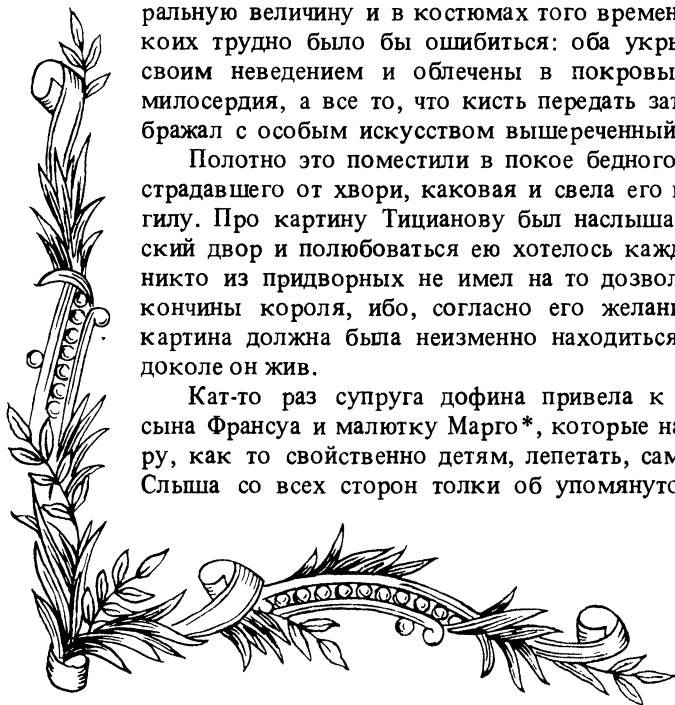 ральную величину и в костюмах того времен
коих трудно было бы ошибиться: оба укры
своим неведением и облечены в покровы
милосердия, а все то, что кисть передать зат
бражал с особым искусством вышереченный
Полотно это поместили в покое бедного
страдавшего от хвори, каковая и свела его
гилу. Про картину Тицианову был наслыша
ский двор и полюбоваться ею хотелось кажд
никто из придворных не имел на то дозвол
кончины короля, ибо, согласно его желани
картина должна была неизменно находиться
доколе он жив.
Кат-то раз супруга дофина привела к
сына Франсуа и малютку Марго*, которые на
ру, как то свойственно детям, лепетать, сам
Слыша со всех сторон толки об упомянуто